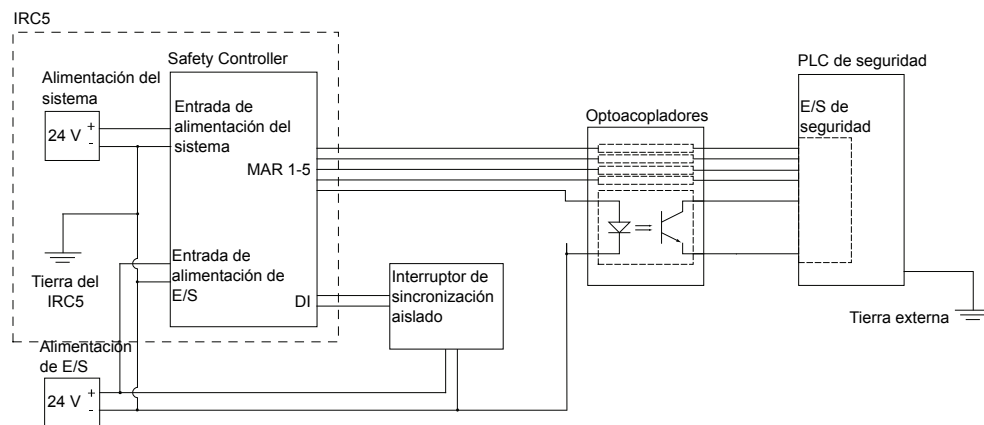 IRC5
Alimentación del
sistema
24 V
+
-
Safety Controller
Entrada de
alimentación del
sistema
MAR 1-5
Entrada de
alimentación de
E/S
DI
Tierra del
IRC5
Alimentación
de E/S
24 V
+
-
Interruptor de
sincronización
aislado
Optoacopladores
PLC de seguridad
E/S de
seguridad
Tierra externa